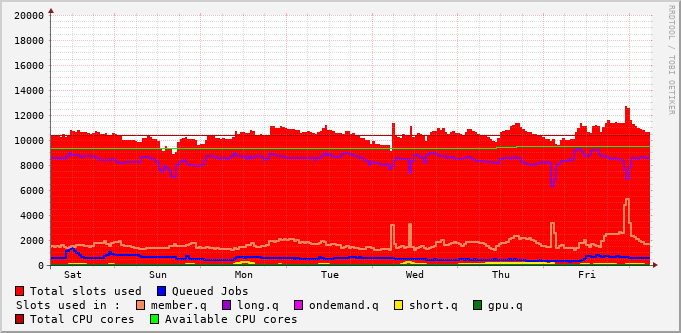 20000
18000
16000
14000
12000
10000
8000
6000
4000
2000
0
Sat Sun Mon Tue Wed Thu Fri
RRDTOOL / TOBI OETIKER
Total slots used Queued Jobs
Slots used in : member.q long.q ondemand.q short.q gpu.q
Total CPU cores Available CPU cores